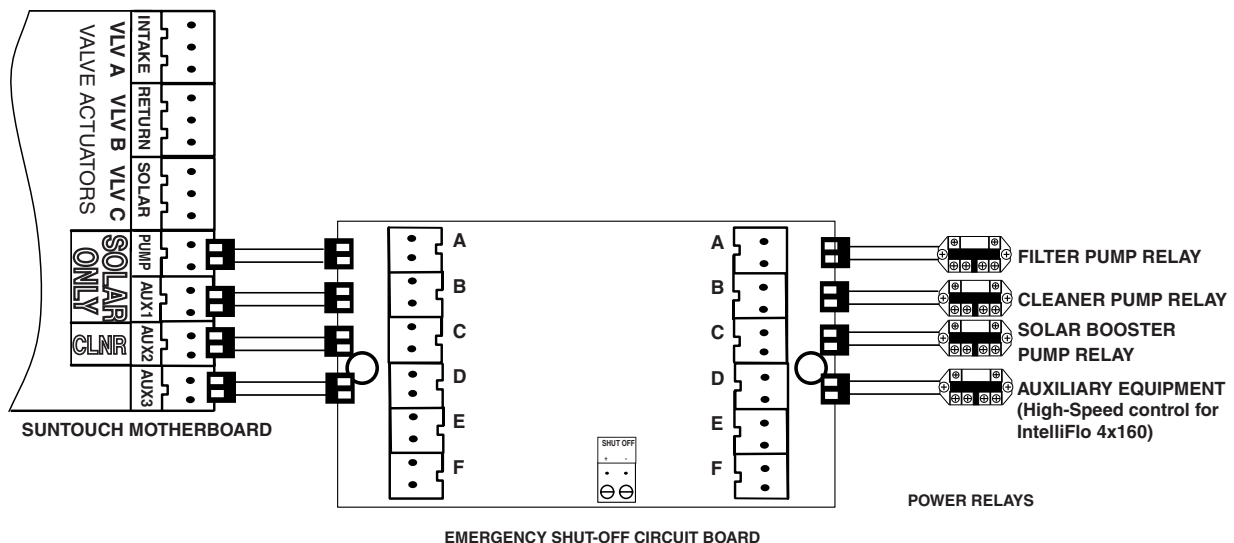 INTAKE
RETURN
SOLAR
PUMP
AUX1
AUX2
AUX3
VLV A VLV B VLV C
VALVE ACTUATORS
SOLAR
ONLY
CLNR
SUNTOUCH MOTHERBOARD
A
B
C
D
E
F
SHUT OFF
+ -
A
B
C
D
E
F
FILTER PUMP RELAY
CLEANER PUMP RELAY
SOLAR BOOSTER
PUMP RELAY
AUXILIARY EQUIPMENT
(High-Speed control for
IntelliFlo 4x160)
POWER RELAYS
EMERGENCY SHUT-OFF CIRCUIT BOARD